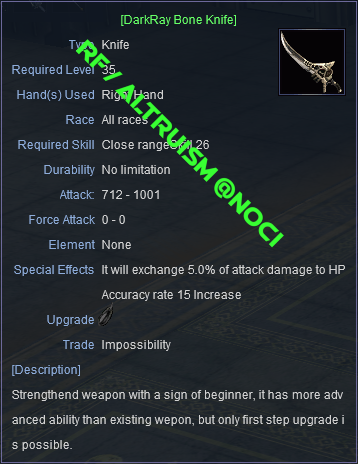 [DarkRay Bone Knife]
Type Knife
Required Level 35
Hand(s) Used Right Hand
Race All races
Required Skill Close rangeSkill 26
Durability No limitation
Attack: 712 - 1001
Force Attack 0 - 0
Element None
Special Effects It will exchange 5.0% of attack damage to HP
Accuracy rate 15 Increase
Upgrade
Trade Impossibility
[Description]
Strengthend weapon with a sign of beginner, it has more adv
anced ability than existing wepon, but only first step upgrade i
s possible.
RF/ ALTRUISM @NOCI